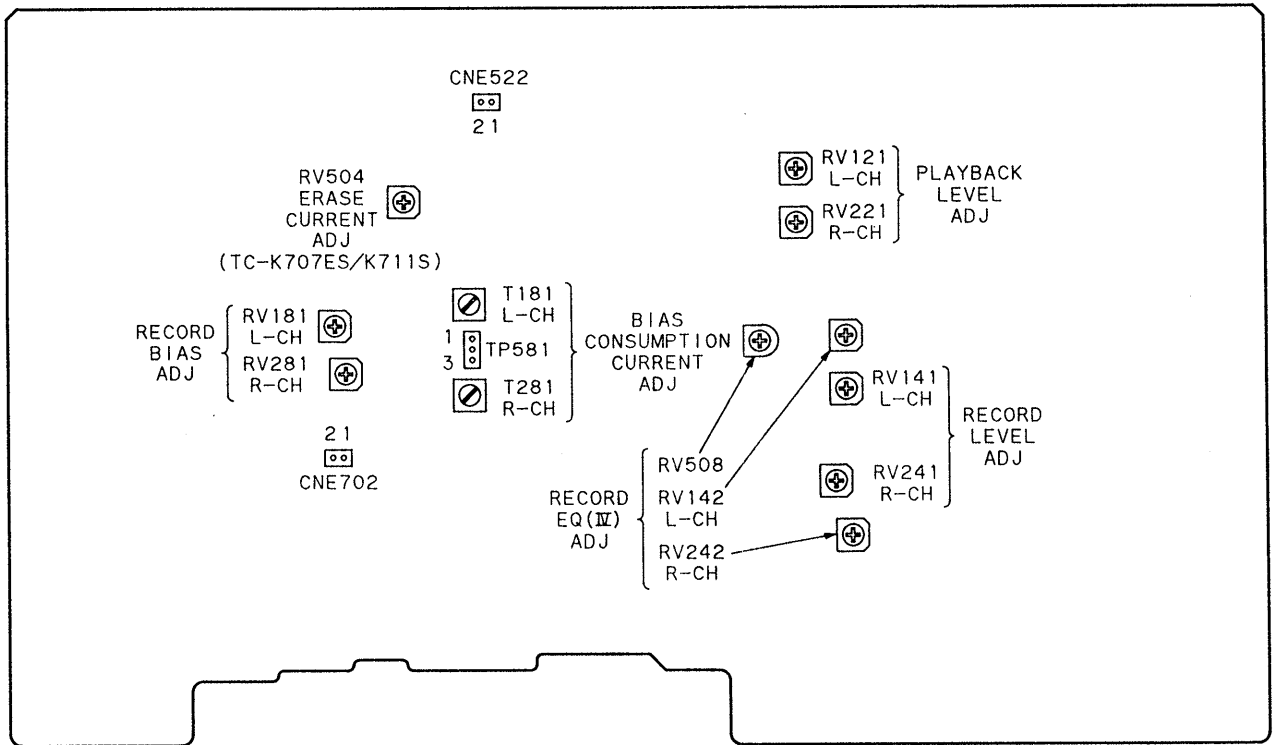 CNE522
21
RV504
ERASE
CURRENT
ADJ
(TC-K707ES/K711S)
RV121
L-CH
RV221
R-CH
PLAYBACK
LEVEL
ADJ
RECORD
BIAS
ADJ
RV181
L-CH
RV281
R-CH
T181
L-CH
1
3
TP581
T281
R-CH
BIAS
CONSUMPTION
CURRENT
ADJ
RV141
L-CH
RV241
R-CH
RECORD
LEVEL
ADJ
21
CNE702
RECORD
EQ(Ⅳ)
ADJ
RV508
RV142
L-CH
RV242
R-CH